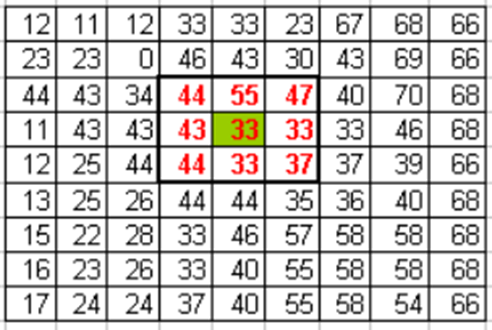 12 11 12 33 33 23 67 68 66
23 23 0 46 43 30 43 69 66
44 43 34 44 55 47 40 70 68
11 43 43 43 33 33 33 46 68
12 25 44 44 33 37 37 39 66
13 25 26 44 44 35 36 40 68
15 22 28 33 46 57 58 58 68
16 23 26 33 40 55 58 58 68
17 24 24 37 40 55 58 54 66